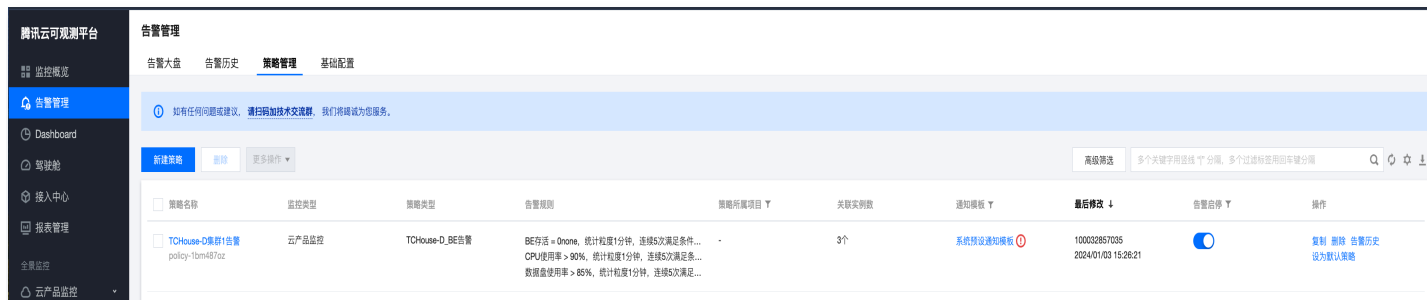 腾讯云可观测平台
告警管理
告警大盘 告警历史 策略管理 基础配置
监控概览
告警管理
Dashboard
驾驶舱
接入中心
报表管理
全景监控
云产品监控
如有任何问题或建议，请扫码加技术交流群，我们将竭诚为您服务。
新建策略 删除 更多操作
高级筛选 多个关键字用竖线 "|" 分隔，多个过滤标签用回车键分隔
策略名称 监控类型 策略类型 告警规则 策略所属项目 关联实例数 通知模板 最后修改 ↓ 告警启停 操作
TCHouse-D集群1告警 云产品监控 TCHouse-D_BE告警 BE存活 = 0none，统计粒度1分钟，连续5次满足条件... - 3个 系统预设通知模板 100032857035 复制 删除 告警历史
policy-1bm487oz CPU使用率 > 90%，统计粒度1分钟，连续5次满足条... 2024/01/03 15:26:21 设为默认策略
数据盘使用率 > 85%，统计粒度1分钟，连续5次满足...